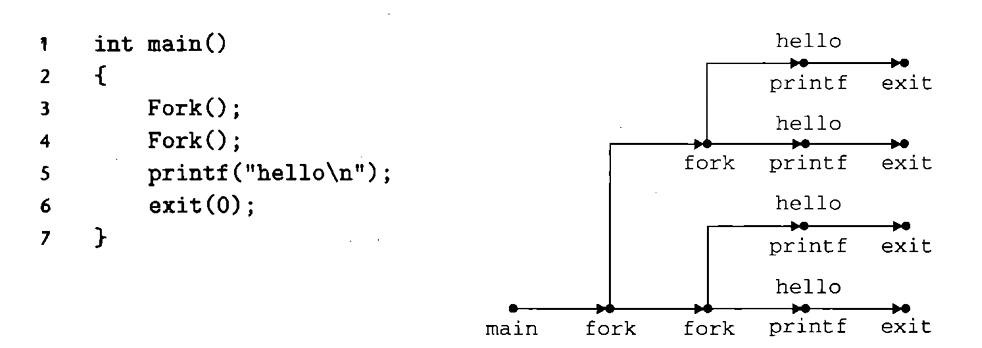 1 int main()
2 {
3 Fork();
4 Fork();
5 printf("hello\n");
6 exit(0);
7 }
hello
printf exit
hello
fork printf exit
hello
printf exit
hello
main fork fork printf exit